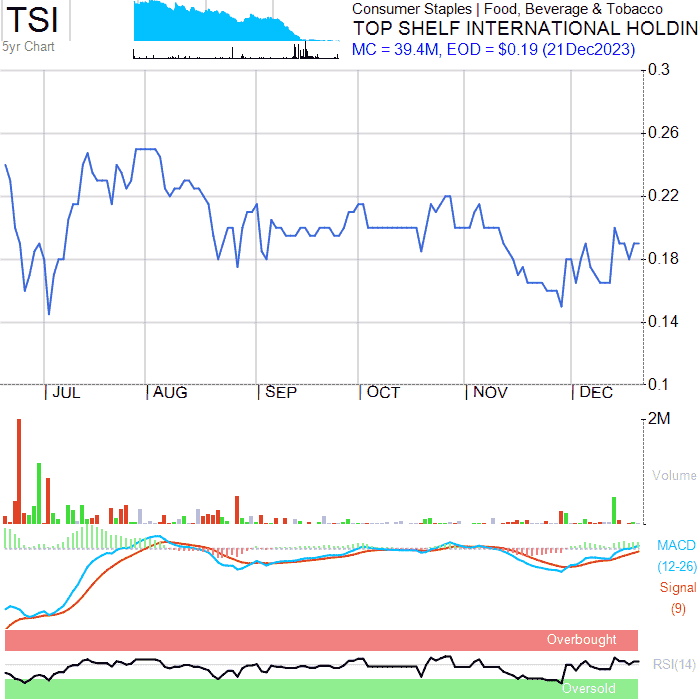 TSI
5yr Chart
Consumer Staples | Food, Beverage & Tobacco
TOP SHELF INTERNATIONAL HOLDIN
MC = 39.4M, EOD = $0.19 (21Dec2023)
0.3
0.26
0.22
0.18
0.14
0.1
| JUL | AUG | SEP | OCT | NOV | DEC
2M
Volume
MACD
(12-26)
Signal
(9)
Overbought
RSI(14)
Oversold